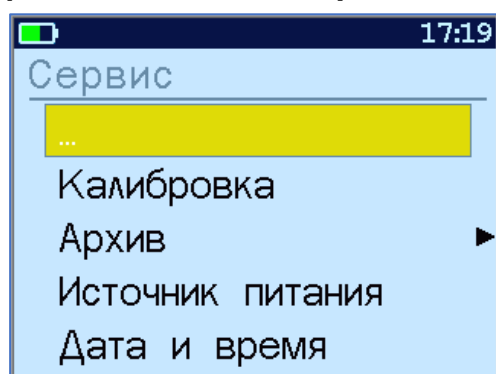 17:19
Сервис
...
Калибровка
Архив
Источник питания
Дата и время